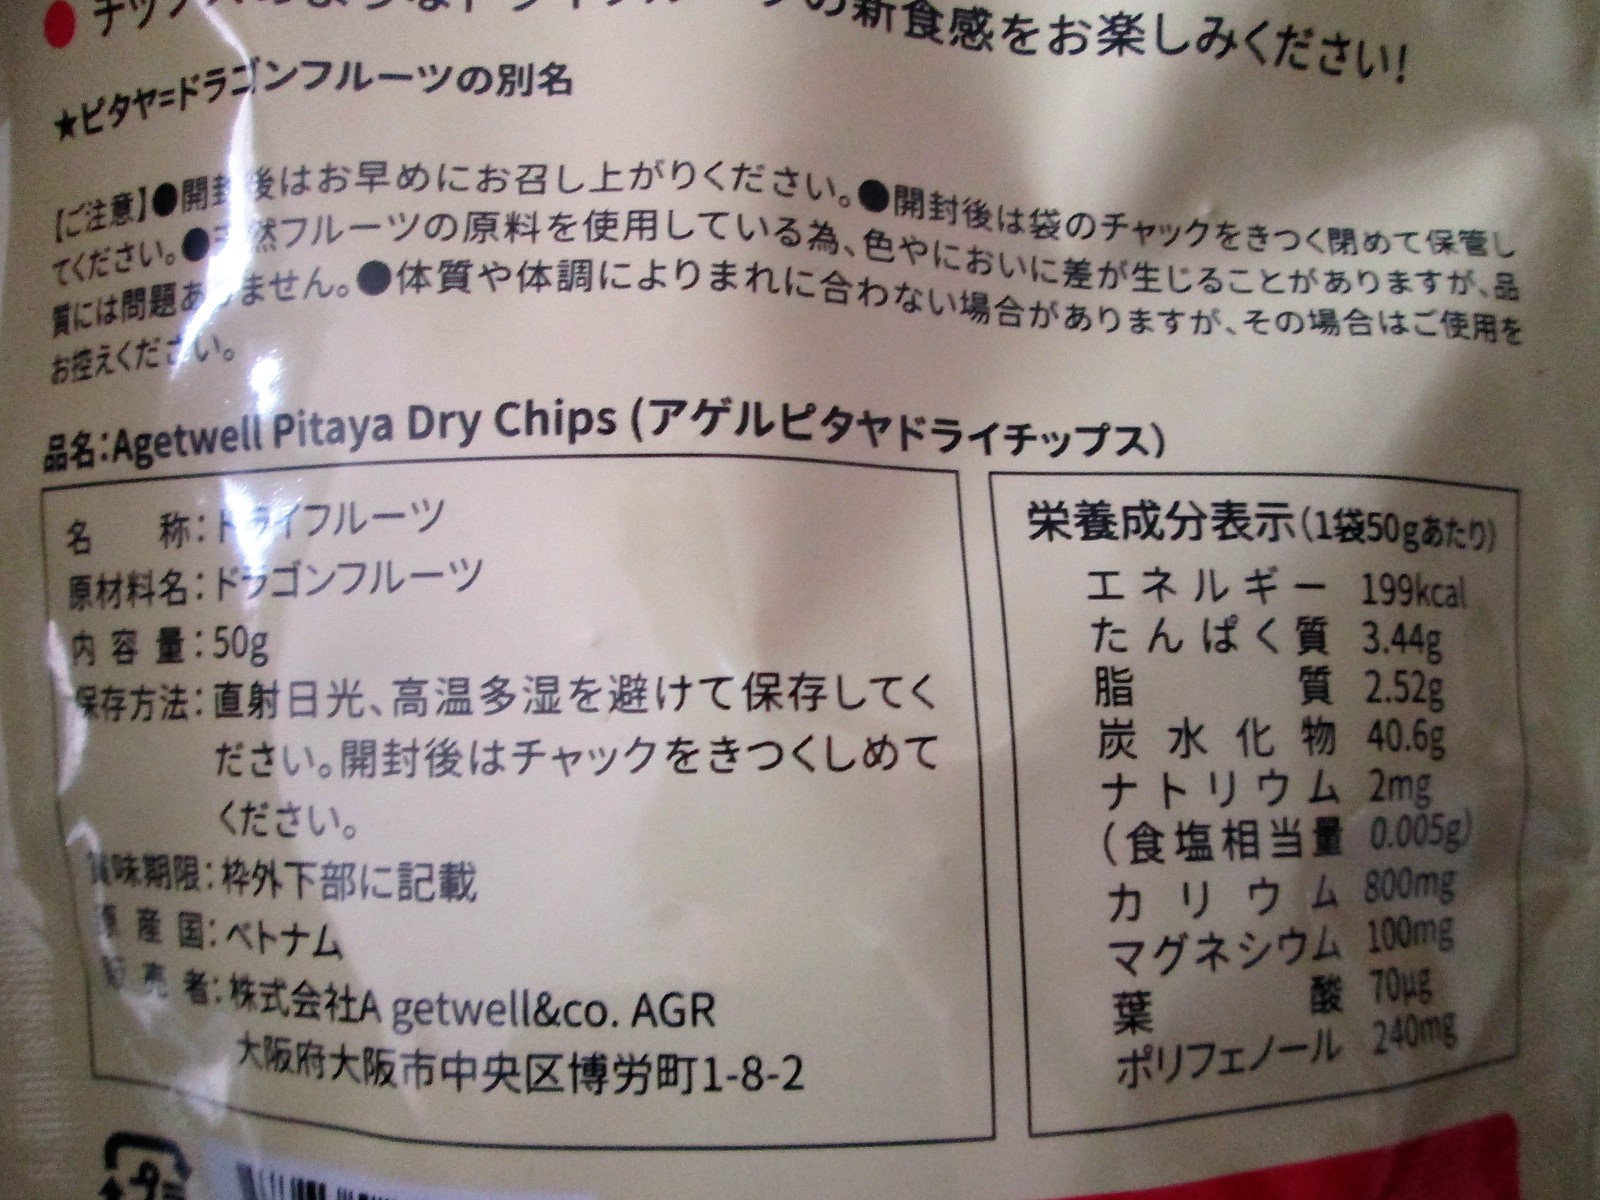 の新食感をお楽しみください!
★ピタヤ=ドラゴンフルーツの別名
【ご注意】●開封後はお早めにお召し上がりください。●開封後は袋のチャックをきつく閉めて保管し
てください。●天然フルーツの原料を使用している為、色やにおいに差が生じることがありますが、品
質には問題ありません。●体質や体調によりまれに合わない場合がありますが、その場合はご使用を
お控えください。
品名:Agetwell Pitaya Dry Chips (アゲルピタヤドライチップス)
名 称:ドライフルーツ
原材料名:ドラゴンフルーツ
内容量:50g
保存方法:直射日光、高温多湿を避けて保存してく
ださい。開封後はチャックをきつくしめて
ください。
賞味期限:枠外下部に記載
原産国:ベトナム
販売者:株式会社A getwell&co. AGR
大阪府大阪市中央区博労町1-8-2
栄養成分表示(1袋50gあたり)
エネルギー 199kcal
たんぱく質 3.44g
脂質 2.52g
炭水化物 40.6g
ナトリウム 2mg
(食塩相当量 0.005g)
カリウム 800mg
マグネシウム 100mg
葉酸 70μg
ポリフェノール 240mg